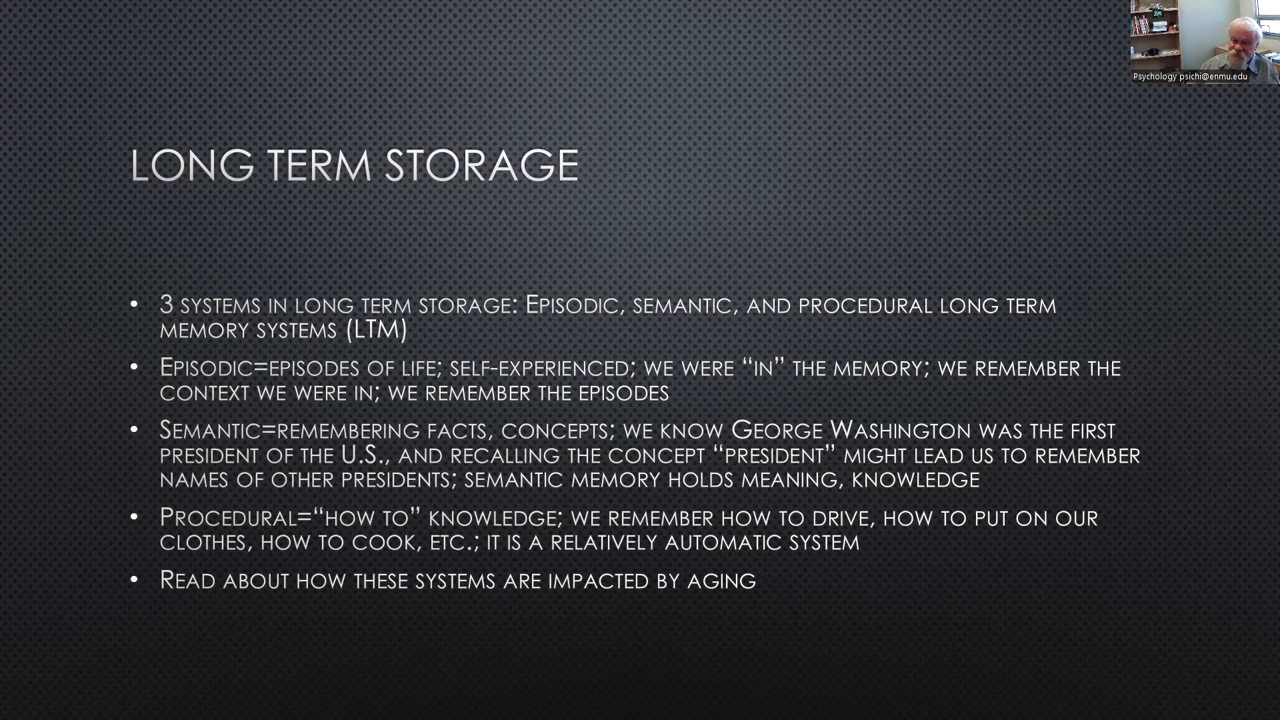 Psychology psichi@enmu.edu
LONG TERM STORAGE
• 3 SYSTEMS IN LONG TERM STORAGE: EPISODIC, SEMANTIC, AND PROCEDURAL LONG TERM
MEMORY SYSTEMS (LTM)
• EPISODIC=EPISODES OF LIFE; SELF-EXPERIENCED; WE WERE “IN” THE MEMORY; WE REMEMBER THE
CONTEXT WE WERE IN; WE REMEMBER THE EPISODES
• SEMANTIC=REMEMBERING FACTS, CONCEPTS; WE KNOW GEORGE WASHINGTON WAS THE FIRST
PRESIDENT OF THE U.S., AND RECALLING THE CONCEPT “PRESIDENT” MIGHT LEAD US TO REMEMBER
NAMES OF OTHER PRESIDENTS; SEMANTIC MEMORY HOLDS MEANING, KNOWLEDGE
• PROCEDURAL=“HOW TO” KNOWLEDGE; WE REMEMBER HOW TO DRIVE, HOW TO PUT ON OUR
CLOTHES, HOW TO COOK, ETC.; IT IS A RELATIVELY AUTOMATIC SYSTEM
• READ ABOUT HOW THESE SYSTEMS ARE IMPACTED BY AGING